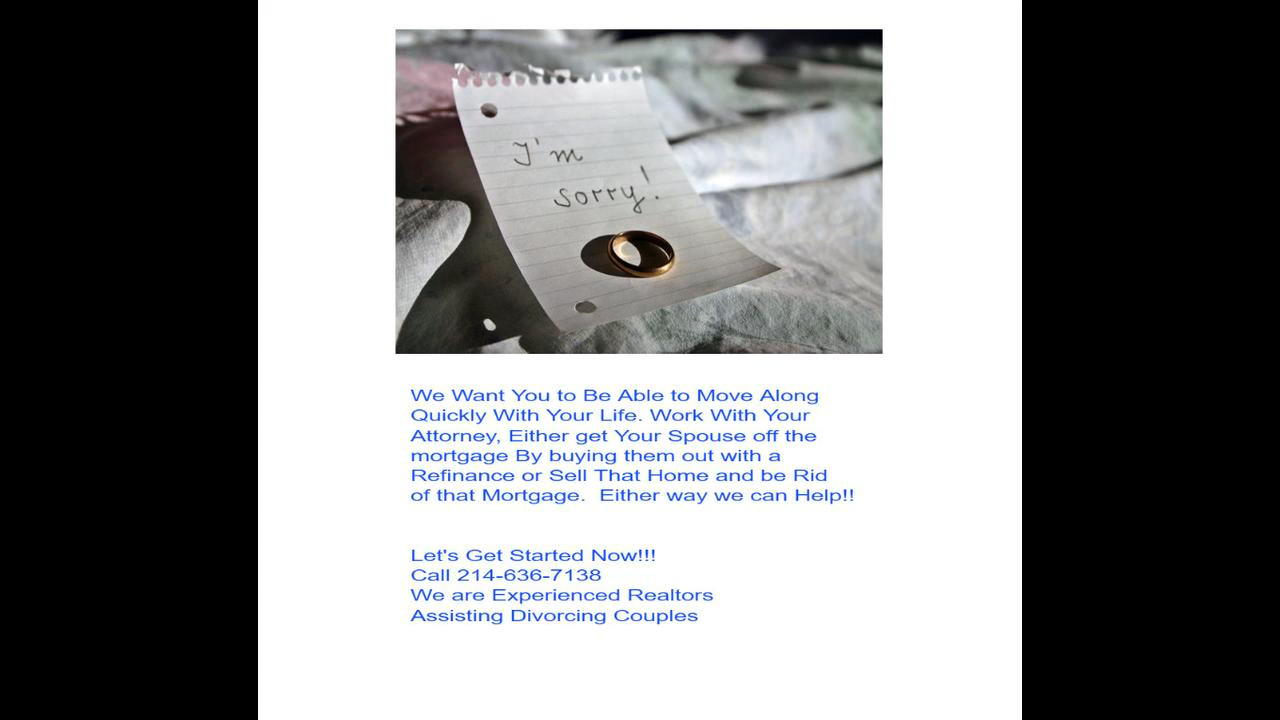 I'm
sorry!
We Want You to Be Able to Move Along
Quickly With Your Life. Work With Your
Attorney, Either get Your Spouse off the
mortgage By buying them out with a
Refinance or Sell That Home and be Rid
of that Mortgage.  Either way we can Help!!
Let's Get Started Now!!!
Call 214-636-7138
We are Experienced Realtors
Assisting Divorcing Couples